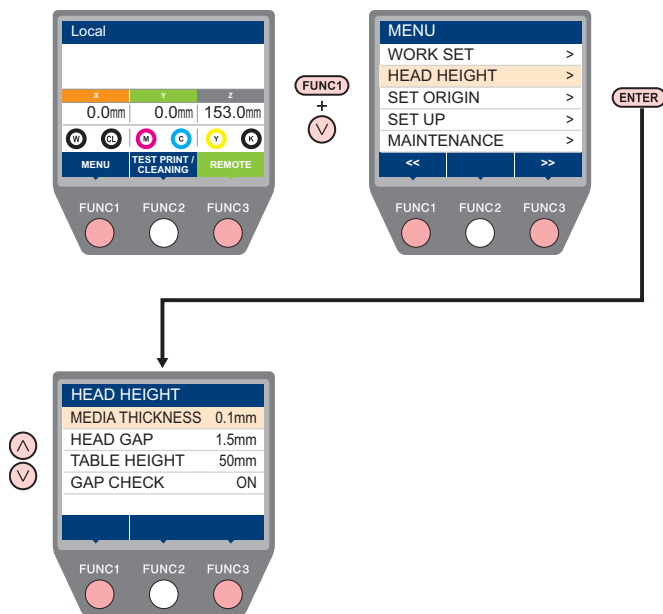 Local
X Y Z
0.0mm 0.0mm 153.0mm
W CL M C Y K
MENU TEST PRINT / CLEANING REMOTE
FUNC1 FUNC2 FUNC3
FUNC1
+
MENU
WORK SET >
HEAD HEIGHT >
SET ORIGIN >
SET UP >
MAINTENANCE >
<< >>
FUNC1 FUNC2 FUNC3
ENTER
HEAD HEIGHT
MEDIA THICKNESS 0.1mm
HEAD GAP 1.5mm
TABLE HEIGHT 50mm
GAP CHECK ON
FUNC1 FUNC2 FUNC3